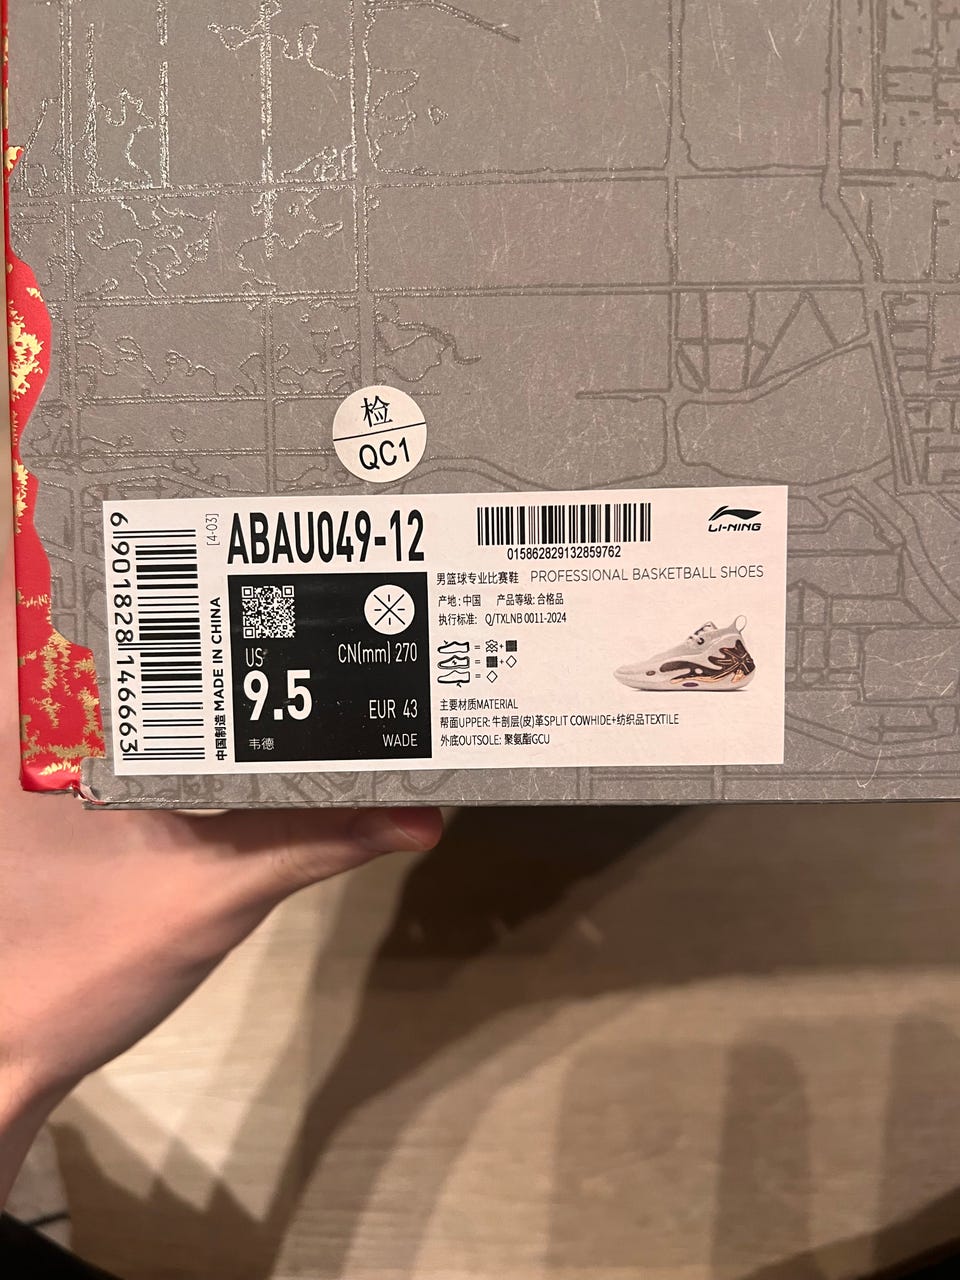 检
QC1
6 901828 146663
[4-03]
ABAU049-12
015862829132859762
LI-NING
中国制造 MADE IN CHINA
男篮球专业比赛鞋 PROFESSIONAL BASKETBALL SHOES
产地: 中国 产品等级: 合格品
执行标准: Q/TXLNB 0011-2024
US
9.5
CN(mm) 270
EUR 43
韦德
WADE
主要材质MATERIAL
帮面UPPER: 牛剖层(皮)革SPLIT COWHIDE+纺织品TEXTILE
外底OUTSOLE: 聚氨酯GCU